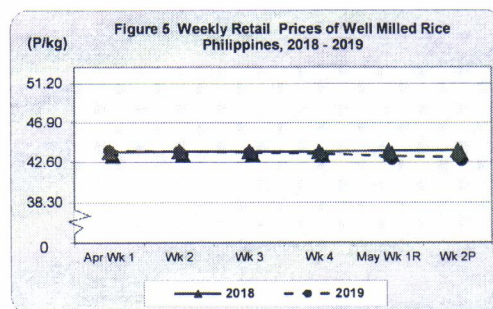 Figure 5 Weekly Retail Prices of Well Milled Rice
Philippines, 2018 - 2019
(P/kg)
51.20
46.90
42.60
38.30
0
Apr Wk 1 Wk 2 Wk 3 Wk 4 May Wk 1R Wk 2P
2018 2019